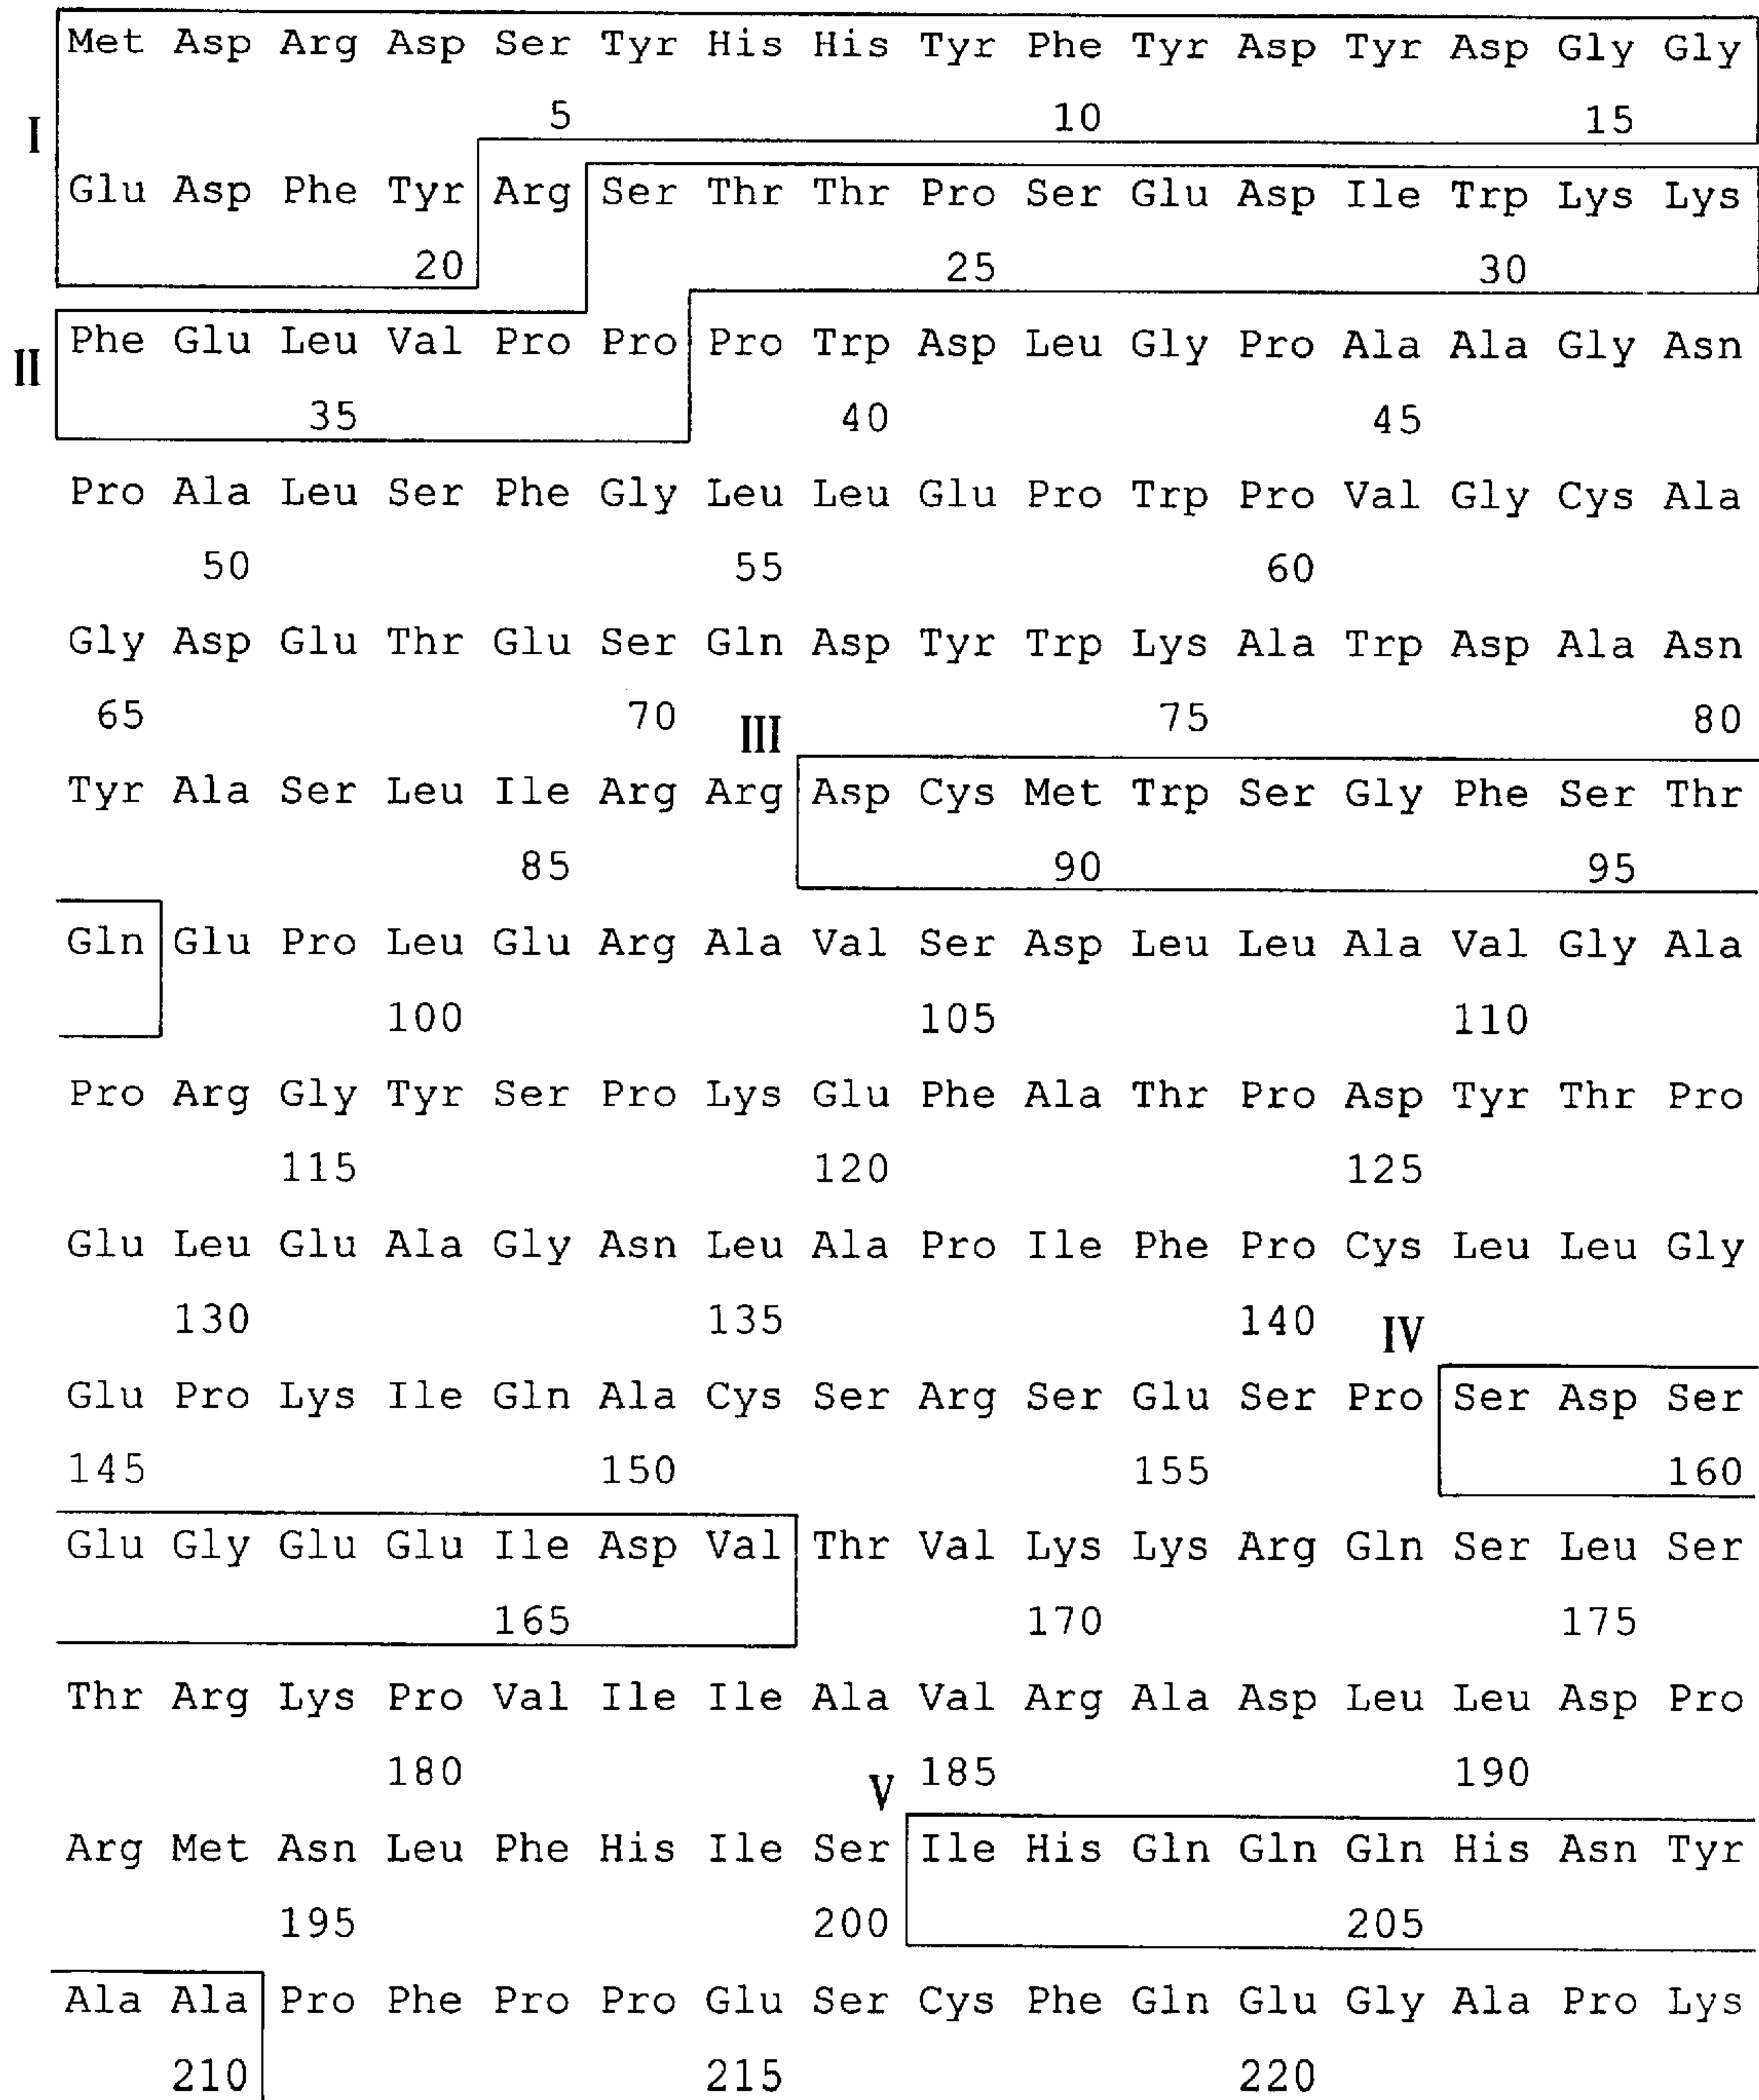 Met Asp Arg Asp Ser Tyr His His Tyr Phe Tyr Asp Tyr Asp Gly Gly
5 10 15
I
Glu Asp Phe Tyr Arg Ser Thr Thr Pro Ser Glu Asp Ile Trp Lys Lys
20 25 30
II
Phe Glu Leu Val Pro Pro Pro Trp Asp Leu Gly Pro Ala Ala Gly Asn
35 40 45
Pro Ala Leu Ser Phe Gly Leu Leu Glu Pro Trp Pro Val Gly Cys Ala
50 55 60
Gly Asp Glu Thr Glu Ser Gln Asp Tyr Trp Lys Ala Trp Asp Ala Asn
65 70 75 80
III
Tyr Ala Ser Leu Ile Arg Arg Asp Cys Met Trp Ser Gly Phe Ser Thr
85 90 95
Gln Glu Pro Leu Glu Arg Ala Val Ser Asp Leu Leu Ala Val Gly Ala
100 105 110
Pro Arg Gly Tyr Ser Pro Lys Glu Phe Ala Thr Pro Asp Tyr Thr Pro
115 120 125
Glu Leu Glu Ala Gly Asn Leu Ala Pro Ile Phe Pro Cys Leu Leu Gly
130 135 140
IV
Glu Pro Lys Ile Gln Ala Cys Ser Arg Ser Glu Ser Pro Ser Asp Ser
145 150 155 160
Glu Gly Glu Glu Ile Asp Val Thr Val Lys Lys Arg Gln Ser Leu Ser
165 170 175
Thr Arg Lys Pro Val Ile Ile Ala Val Arg Ala Asp Leu Leu Asp Pro
180 185 190
V
Arg Met Asn Leu Phe His Ile Ser Ile His Gln Gln Gln His Asn Tyr
195 200 205
Ala Ala Pro Phe Pro Pro Glu Ser Cys Phe Gln Glu Gly Ala Pro Lys
210 215 220